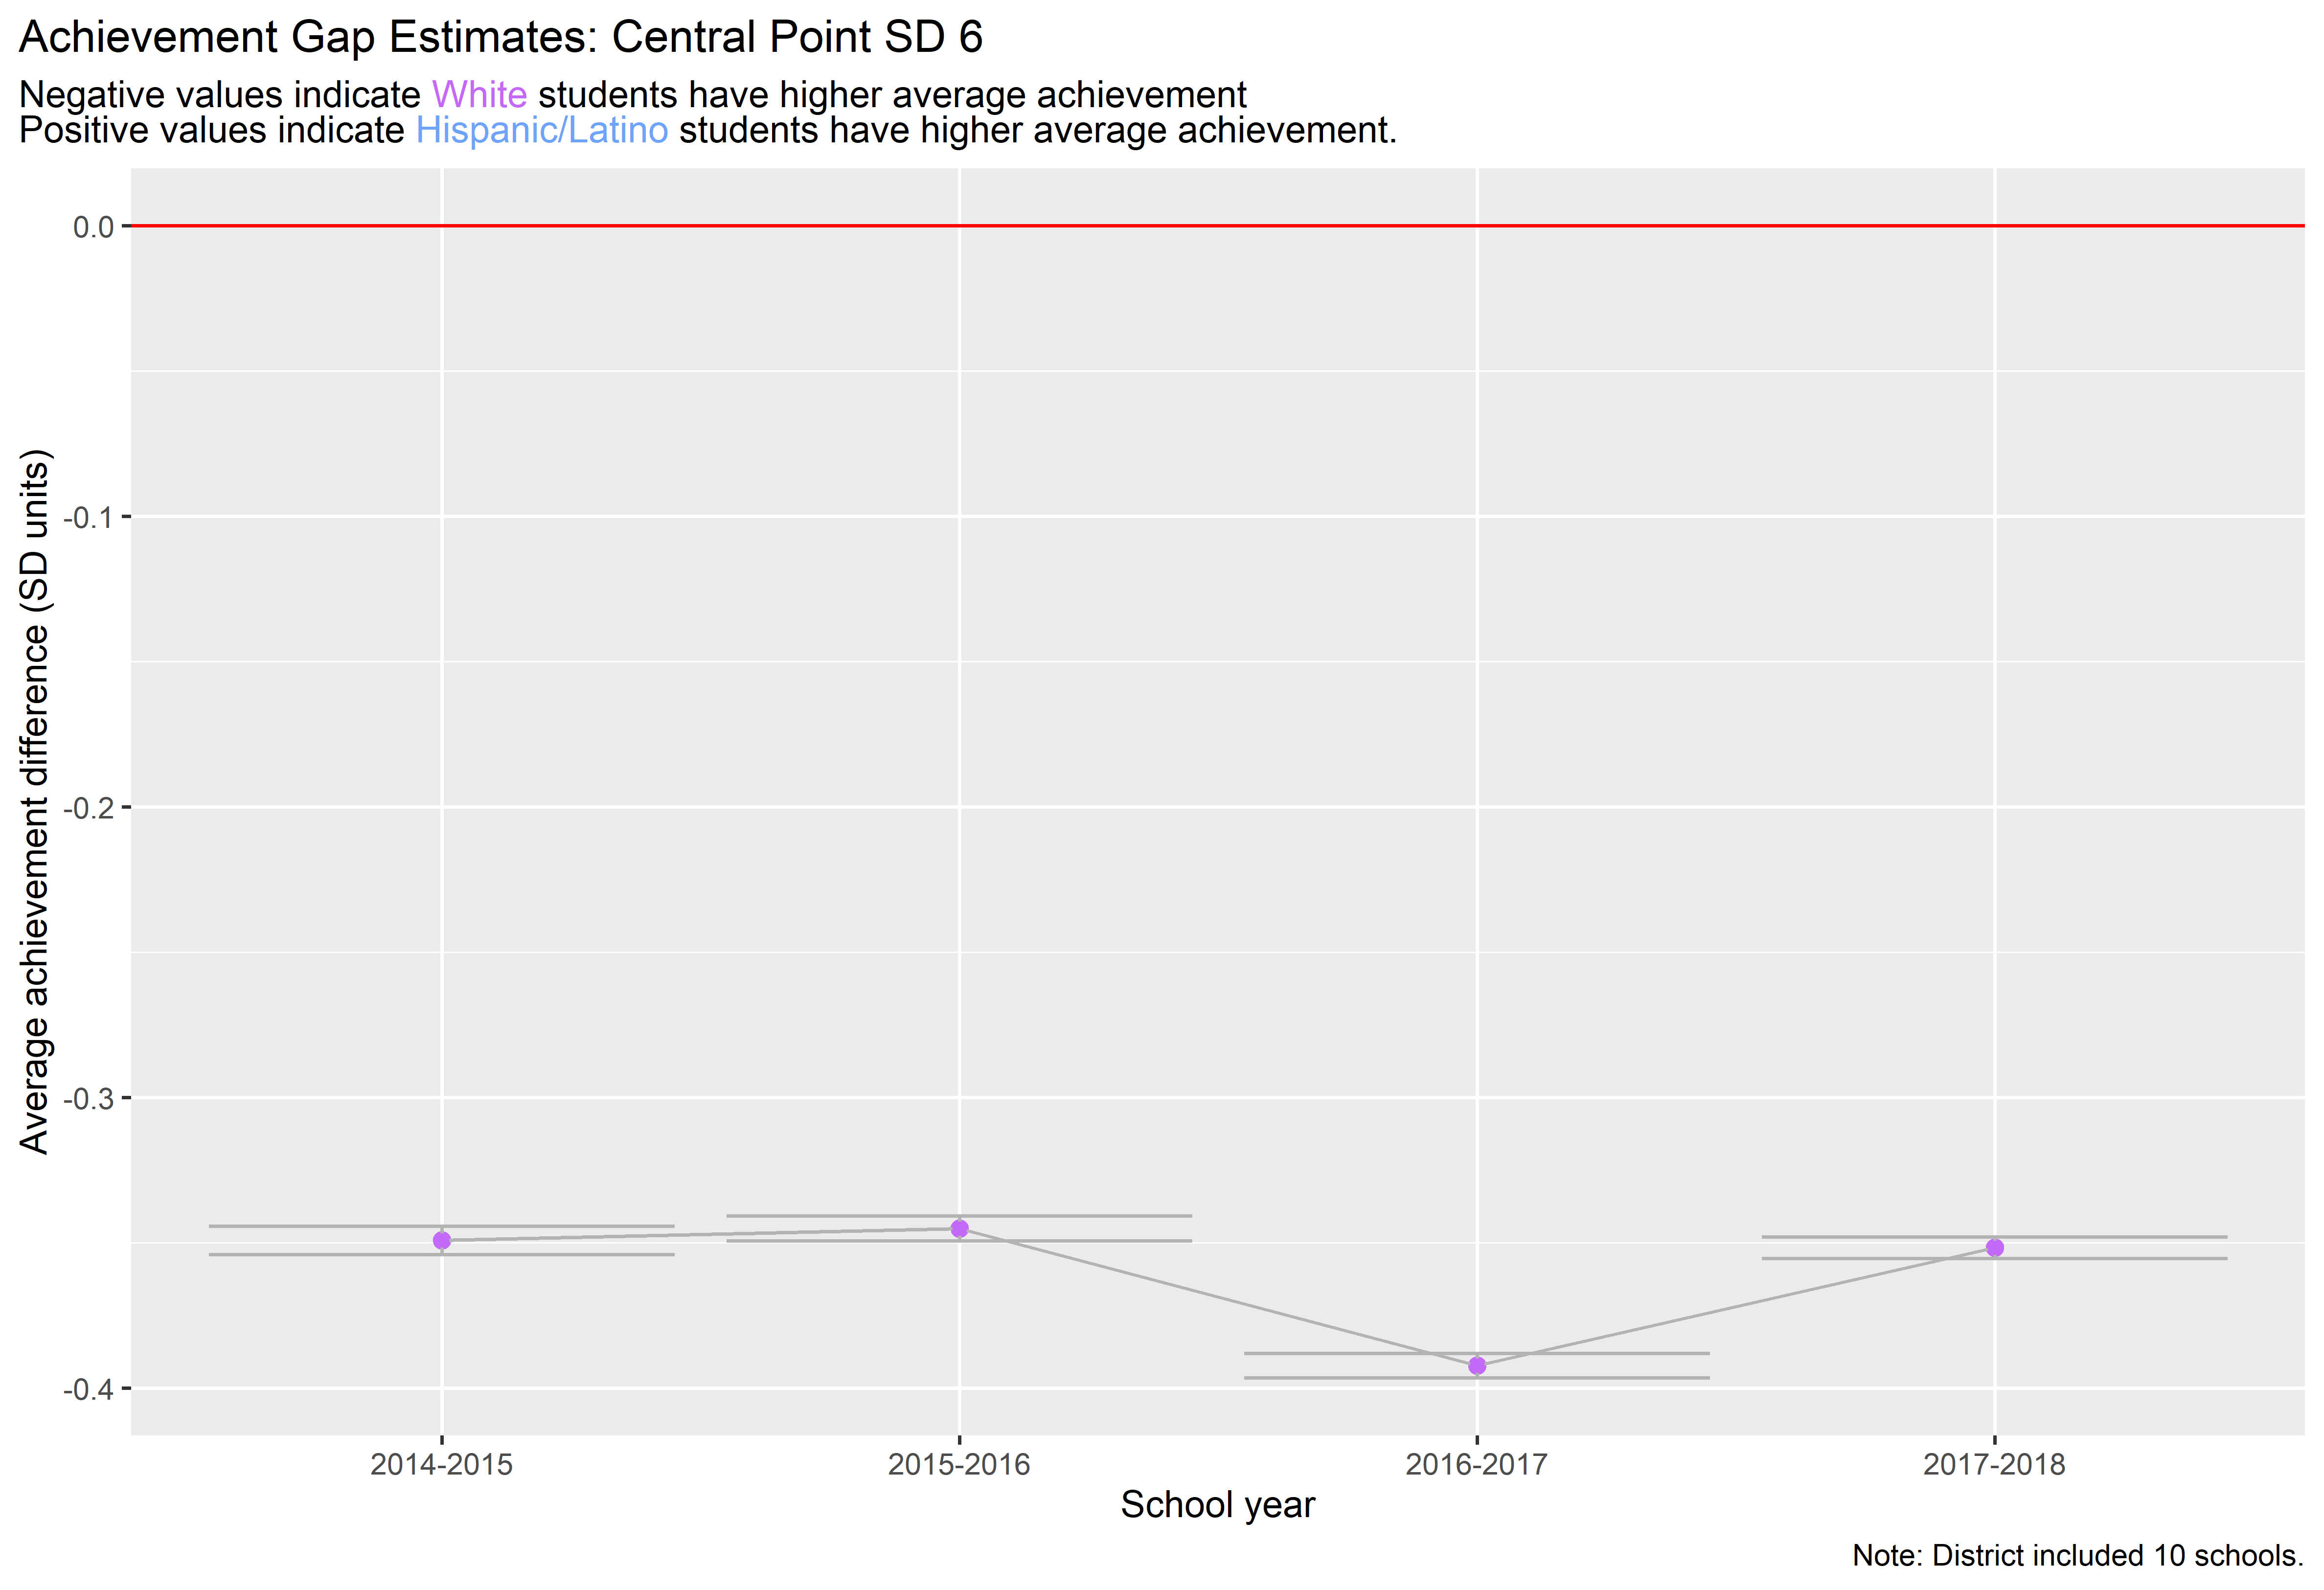 Achievement Gap Estimates: Central Point SD 6
Negative values indicate White students have higher average achievement
Positive values indicate Hispanic/Latino students have higher average achievement.
Average achievement difference (SD units)
0.0
-0.1
-0.2
-0.3
-0.4
2014-2015
2015-2016
2016-2017
2017-2018
School year
Note: District included 10 schools.